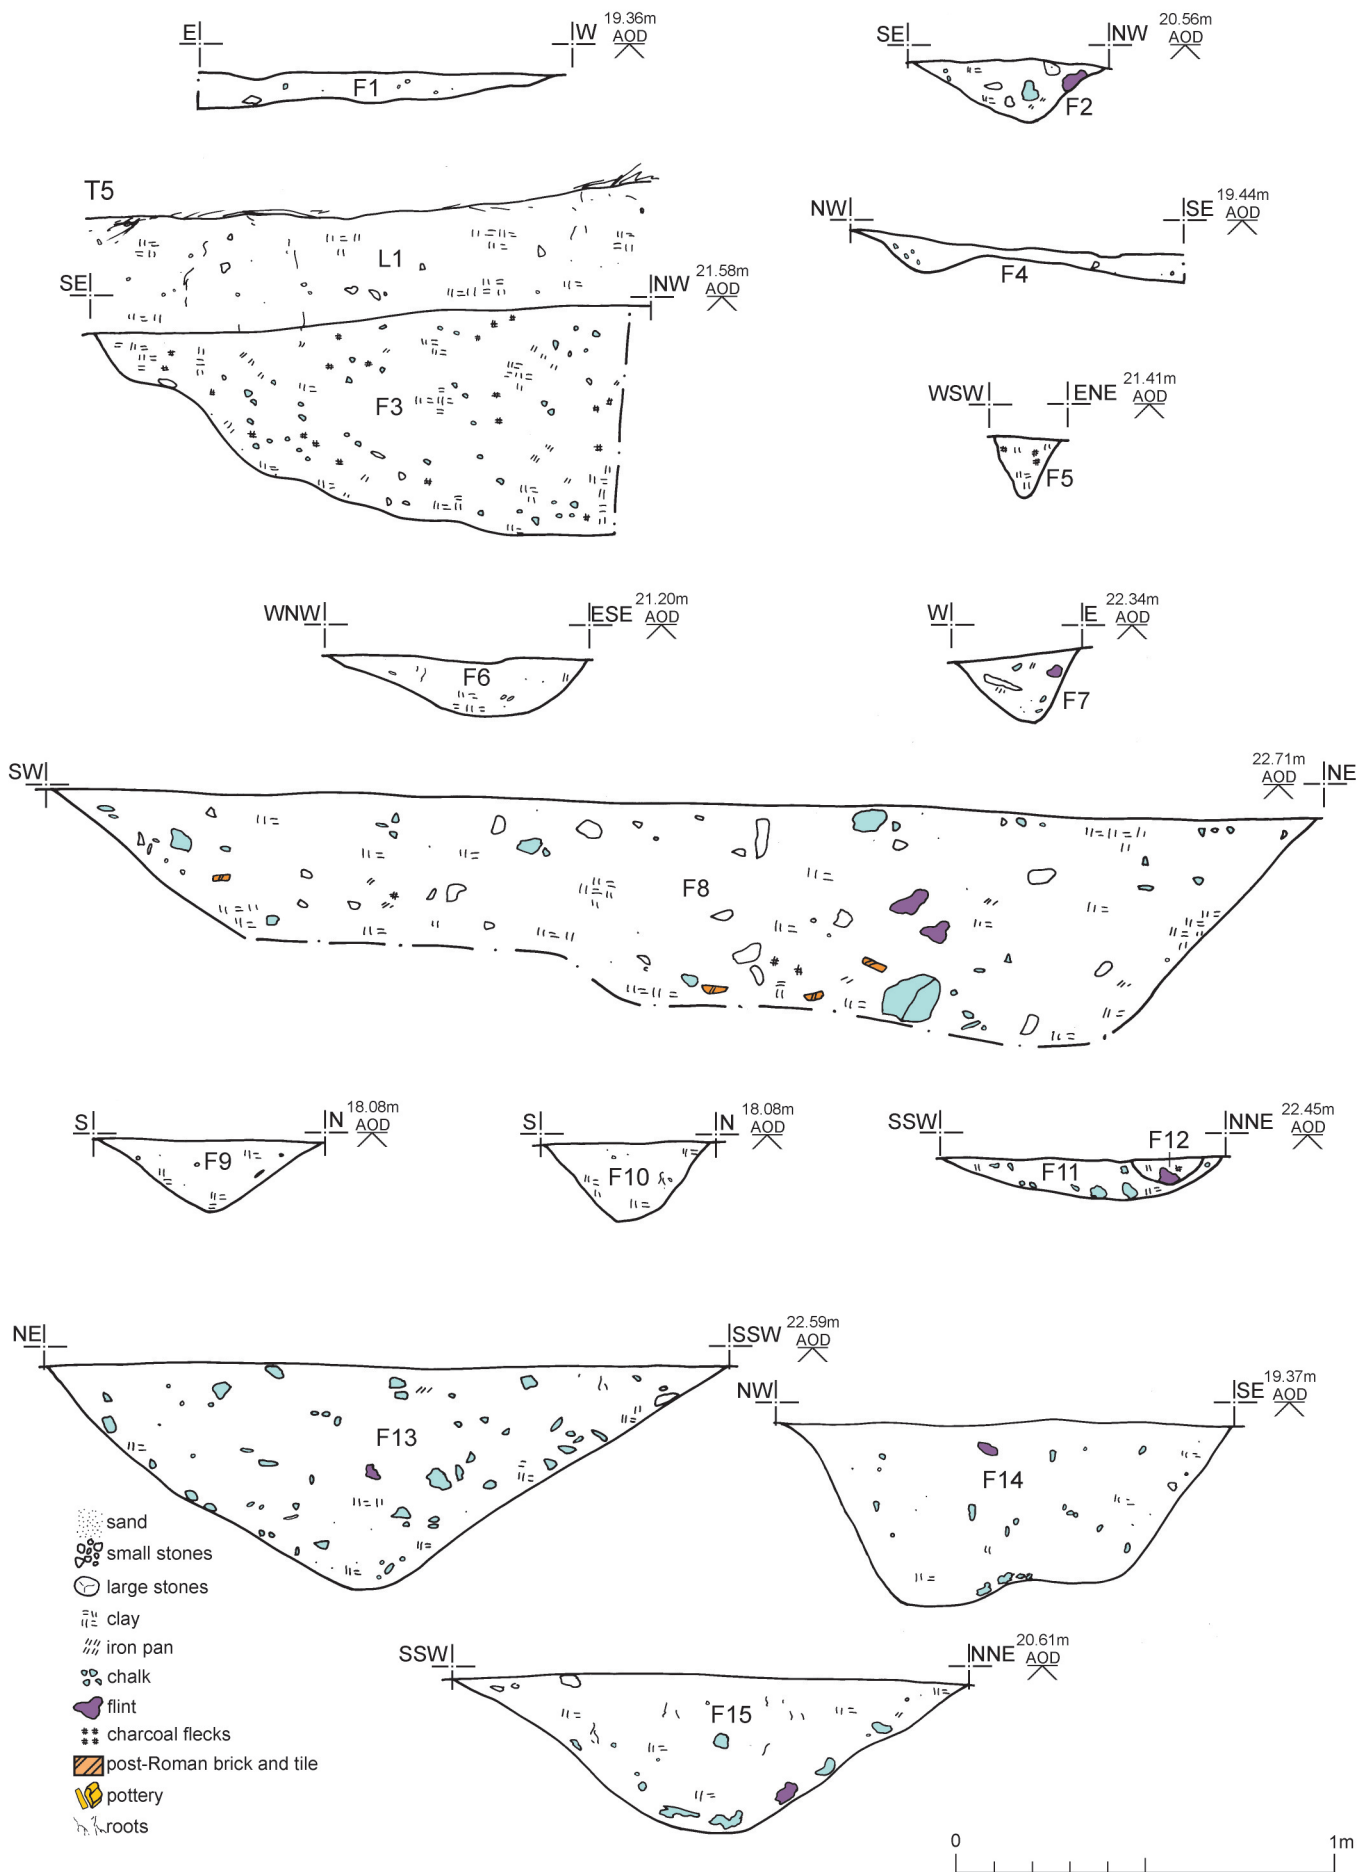 E
W
19.36m
AOD
F1
SE
NW
20.56m
AOD
F2
T5
L1
SE
NW
21.58m
AOD
F3
NW
SE
19.44m
AOD
F4
WSW
ENE
21.41m
AOD
F5
WNW
ESE
21.20m
AOD
F6
W
E
22.34m
AOD
F7
SW
22.71m
AOD
NE
F8
S
N
18.08m
AOD
F9
S
N
18.08m
AOD
F10
SSW
NNE
22.45m
AOD
F12
F11
NE
SSW
22.59m
AOD
F13
NW
SE
19.37m
AOD
F14
sand
small stones
large stones
clay
iron pan
chalk
flint
charcoal flecks
post-Roman brick and tile
pottery
roots
SSW
NNE
20.61m
AOD
F15
0
1m